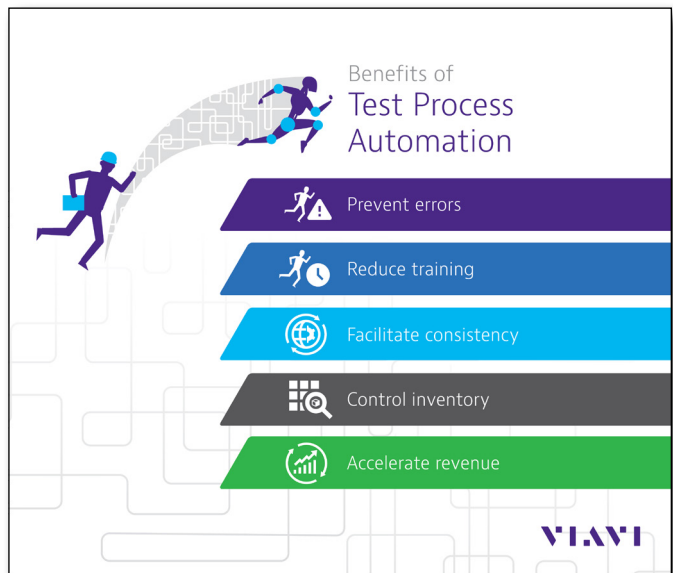 Benefits of
Test Process
Automation
Prevent errors
Reduce training
Facilitate consistency
Control inventory
Accelerate revenue
VIAVI